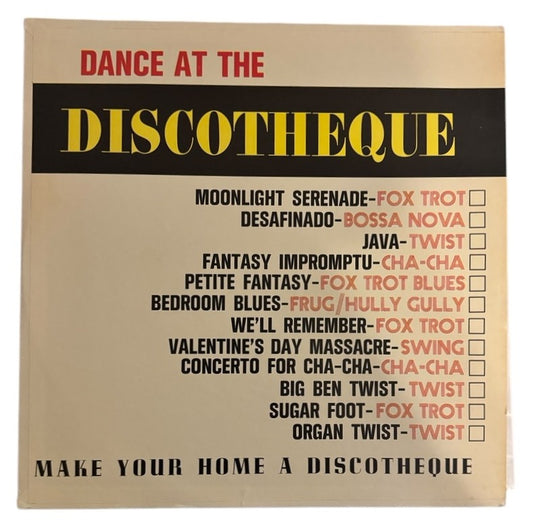 DANCE AT THE
DISCOTHEQUE
MOONLIGHT SERENADE-FOX TROT
DESAFINADO-BOSSA NOVA
JAVA-TWIST
FANTASY IMPROMPTU-CHA-CHA
PETITE FANTASY-FOX TROT BLUES
BEDROOM BLUES-FRUG/HULLY GULLY
WE'LL REMEMBER-FOX TROT
VALENTINE'S DAY MASSACRE-SWING
CONCERTO FOR CHA-CHA-CHA-CHA
BIG BEN TWIST-TWIST
SUGAR FOOT-FOX TROT
ORGAN TWIST-TWIST
MAKE YOUR HOME A DISCOTHEQUE